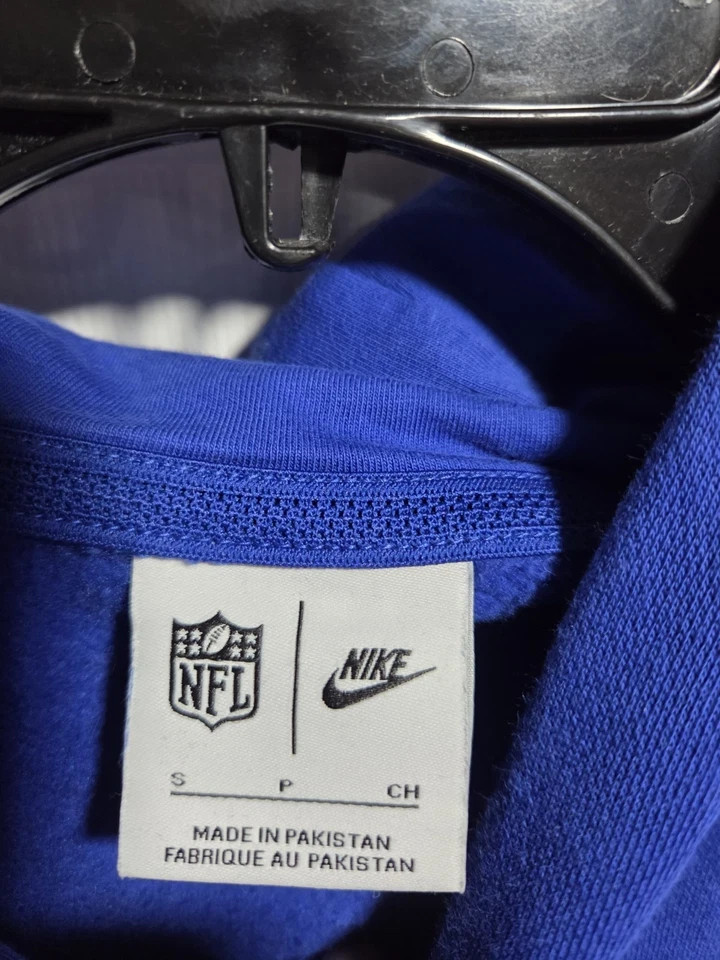 NFL
NIKE
S P CH
MADE IN PAKISTAN
FABRIQUE AU PAKISTAN